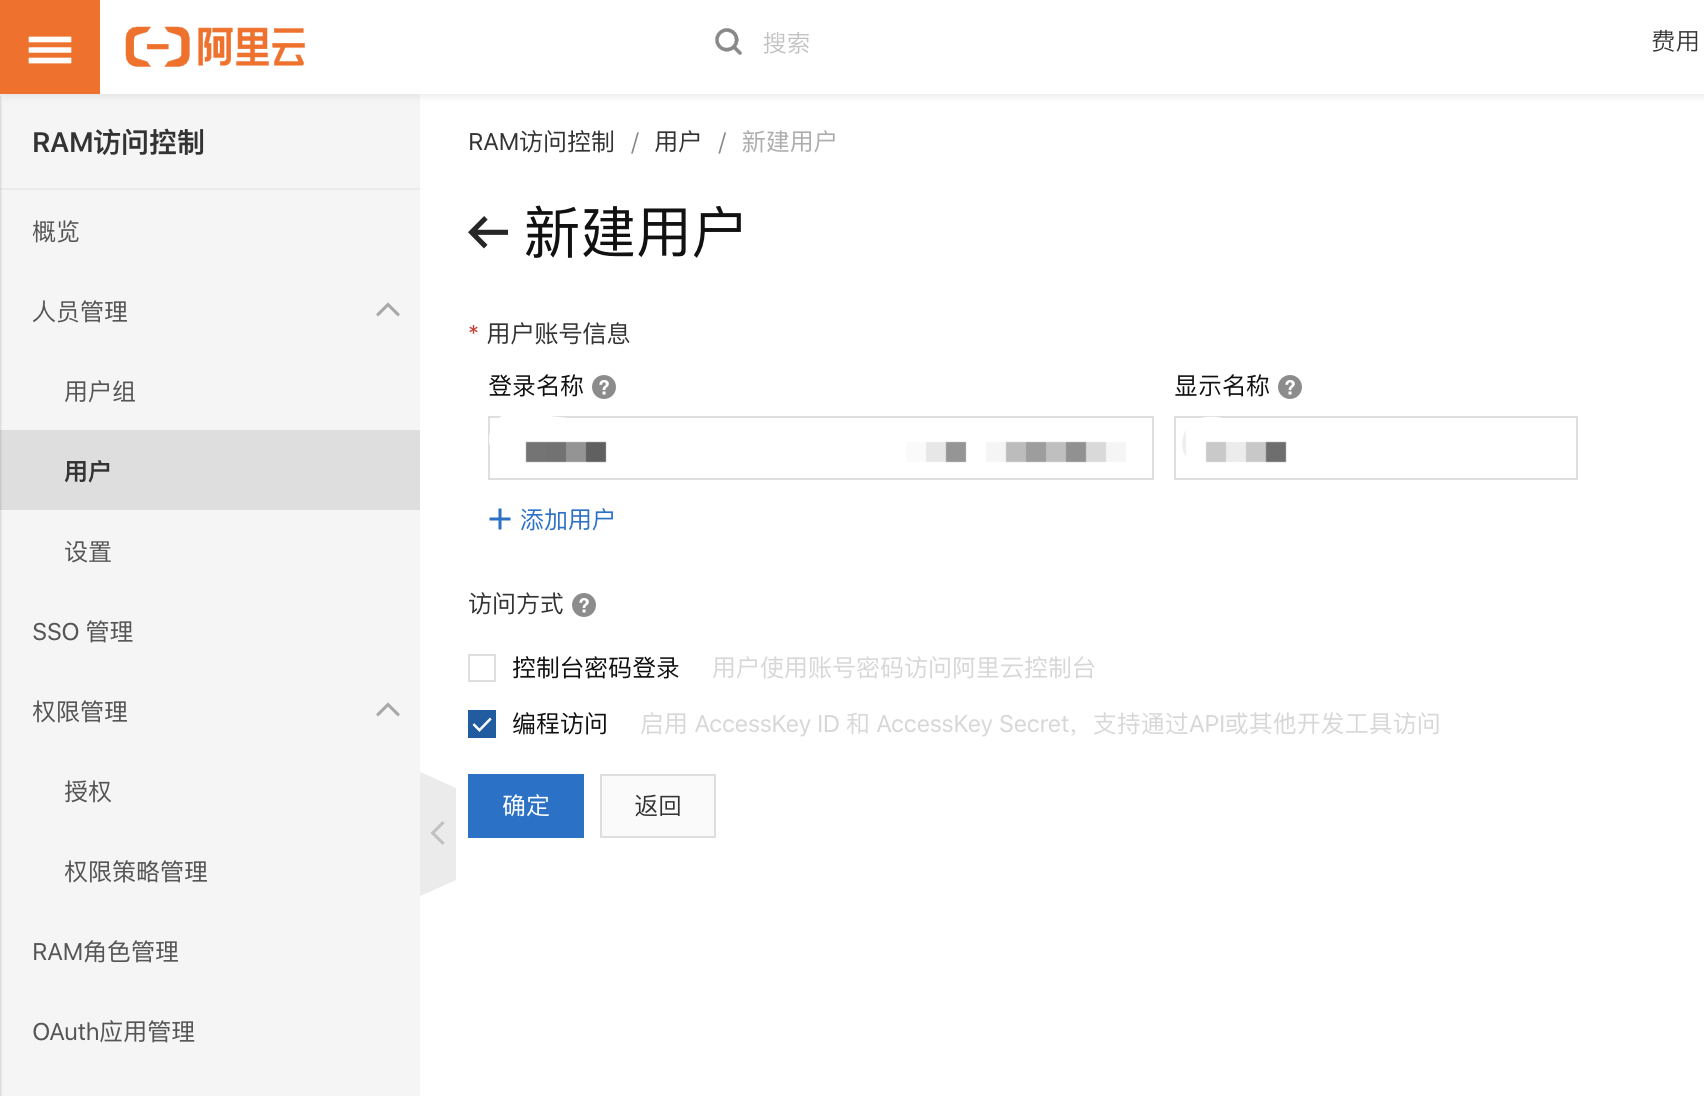 阿里云
搜索
费用
RAM访问控制
概览
人员管理
用户组
用户
设置
SSO 管理
权限管理
授权
权限策略管理
RAM角色管理
OAuth应用管理
RAM访问控制 / 用户 / 新建用户
新建用户
* 用户账号信息
登录名称 ? 显示名称 ?
+ 添加用户
访问方式 ?
控制台密码登录 用户使用账号密码访问阿里云控制台
编程访问 启用 AccessKey ID 和 AccessKey Secret，支持通过API或其他开发工具访问
确定 返回